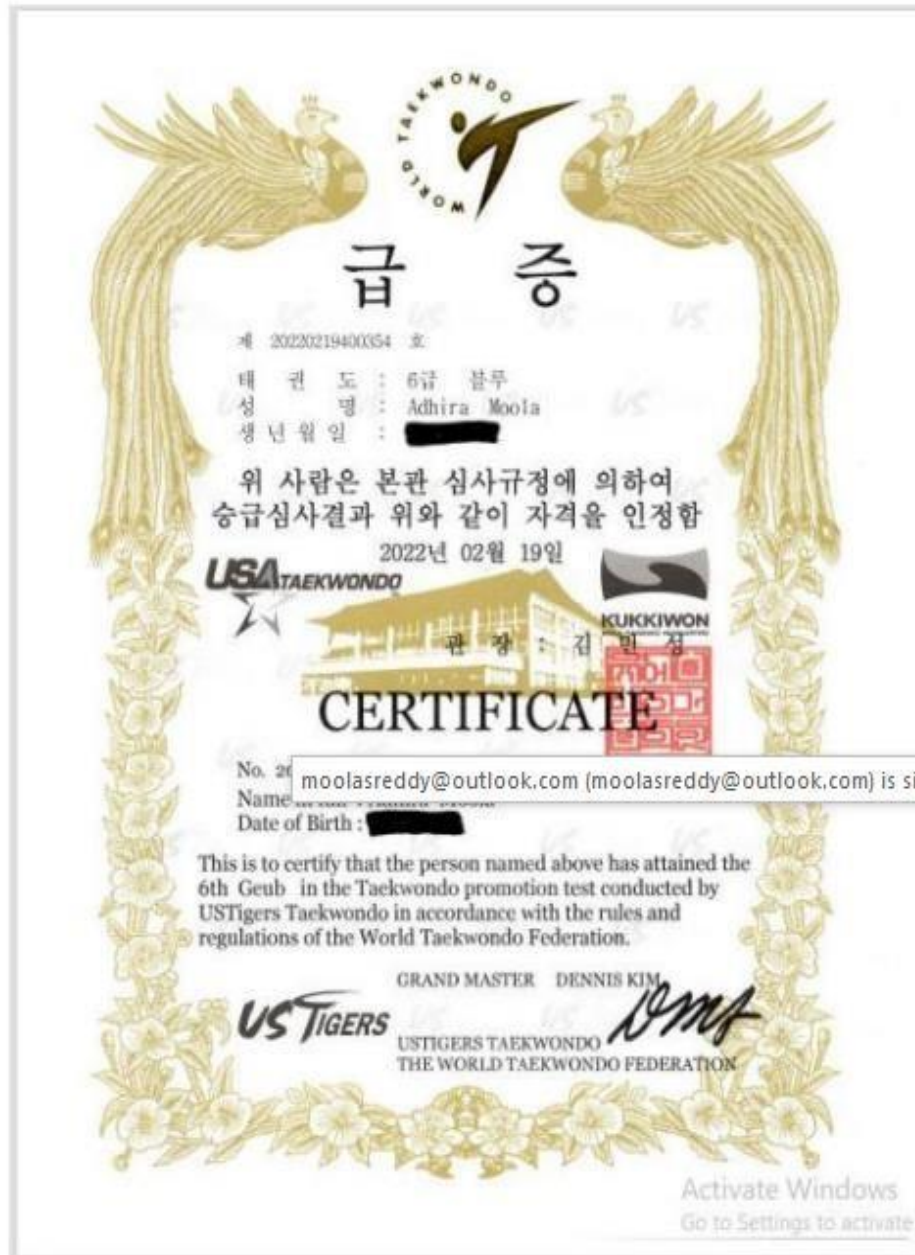 WORLD TAEKWONDO
급 증
제 20220219400354 호
태 권 도 : 6급 블루
성 명 : Adhira Moola
생 년 월 일 :
위 사람은 본관 심사규정에 의하여
승급심사결과 위와 같이 자격을 인정함
2022년 02월 19일
USA TAEKWONDO
KUKKIWON
관 장 : 김 민 정
CERTIFICATE
No. 20
moolasreddy@outlook.com (moolasreddy@outlook.com) is si
Name
Date of Birth :
This is to certify that the person named above has attained the
6th Geub in the Taekwondo promotion test conducted by
USTigers Taekwondo in accordance with the rules and
regulations of the World Taekwondo Federation.
GRAND MASTER DENNIS KIM
US TIGERS
USTIGERS TAEKWONDO
THE WORLD TAEKWONDO FEDERATION
Activate Windows
Go to Settings to activate